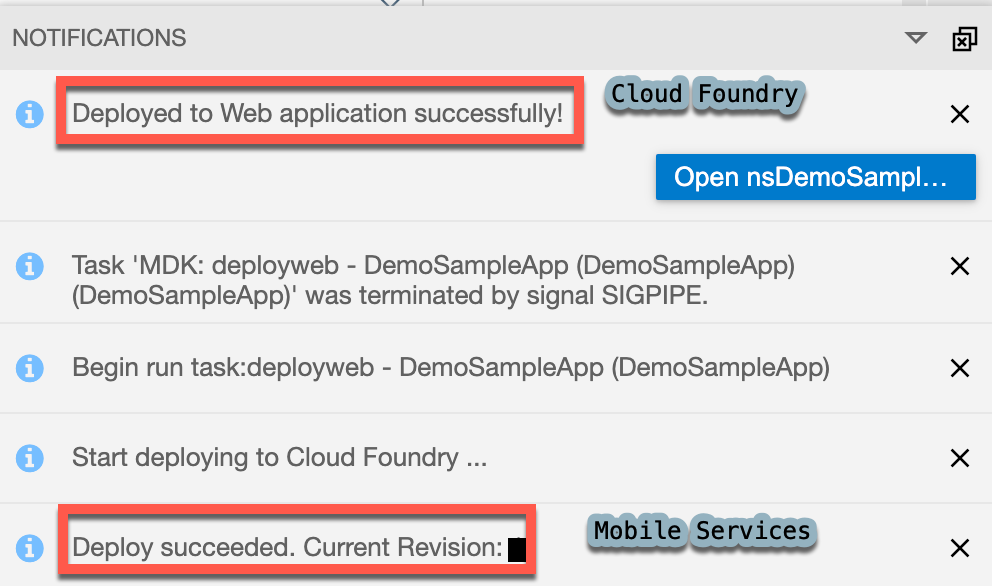 NOTIFICATIONS
Deployed to Web application successfully!
Cloud Foundry
Open nsDemoSampl...
Task 'MDK: deployweb - DemoSampleApp (DemoSampleApp)
(DemoSampleApp)' was terminated by signal SIGPIPE.
Begin run task:deployweb - DemoSampleApp (DemoSampleApp)
Start deploying to Cloud Foundry ...
Deploy succeeded. Current Revision:
Mobile Services